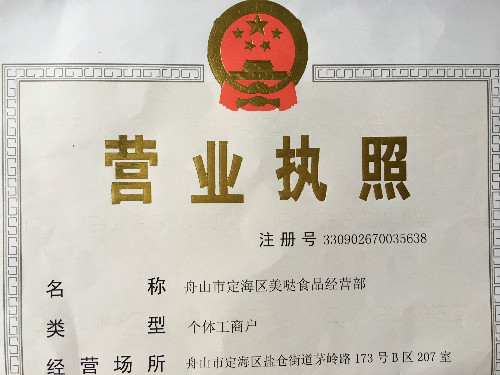 营业执照
注册号 330902670035638
名称 舟山市定海区美哒食品经营部
类型 个体工商户
经营场所 舟山市定海区盐仓街道茅岭路173号B区207室